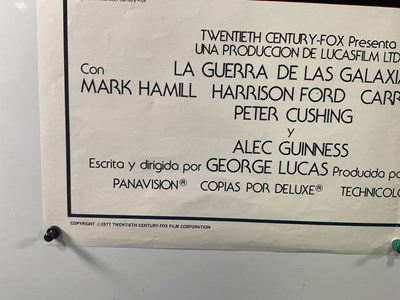 TWENTIETH CENTURY-FOX Presenta
UNA PRODUCCION DE LUCASFILM LTD
Con LA GUERRA DE LAS GALAXIA
MARK HAMILL HARRISON FORD CARR
PETER CUSHING
y
ALEC GUINNESS
Escrita y dirigida por GEORGE LUCAS Producida po
PANAVISION® COPIAS POR DELUXE® TECHNICOLO
COPYRIGHT ©1977 TWENTIETH CENTURY-FOX FILM CORPORATION